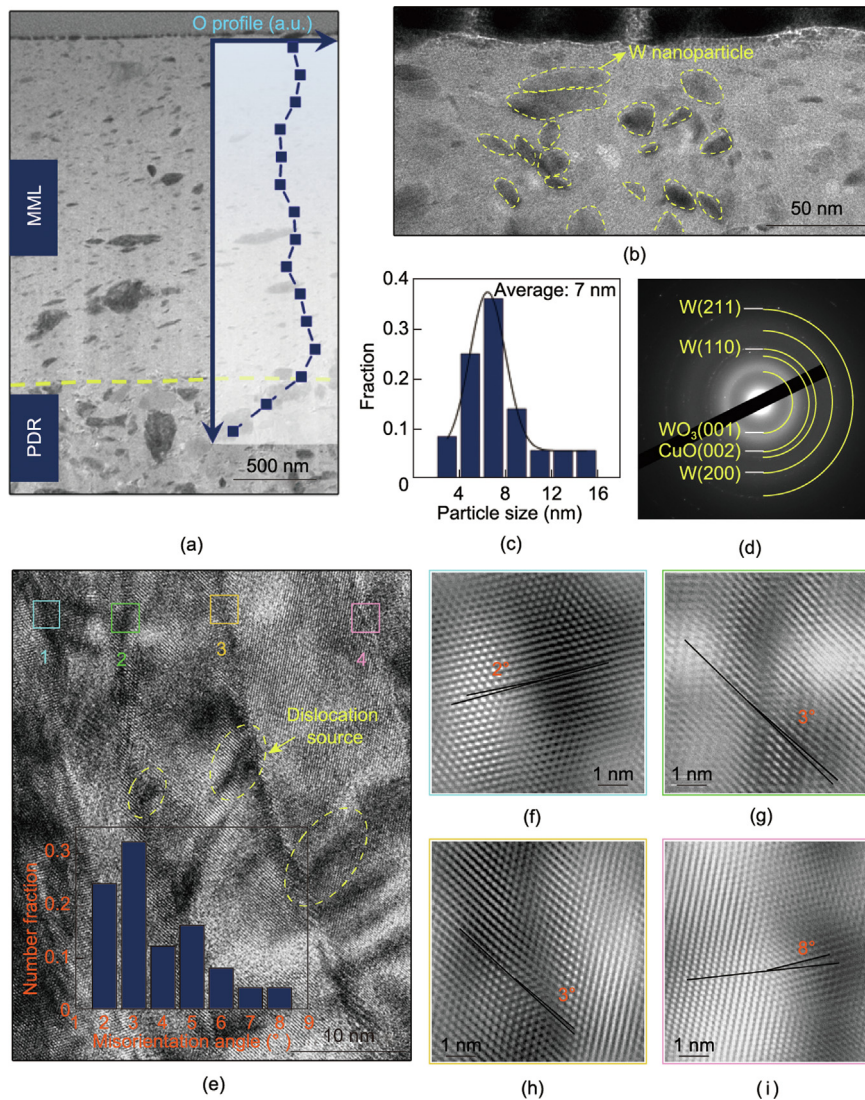 O profile (a.u.)
MML
PDR
500 nm
(a)
W nanoparticle
50 nm
(b)
0.4
0.3
0.2
0.1
0
Fraction
Average: 7 nm
4 8 12 16
Particle size (nm)
(c)
W(211)
W(110)
WO₃(001)
CuO(002)
W(200)
(d)
1
2
3
4
Dislocation
source
0.3
0.2
0.1
0
Number fraction
1 2 3 4 5 6 7 8 9
Misorientation angle (°)
10 nm
(e)
2°
1 nm
(f)
3°
1 nm
(g)
3°
1 nm
(h)
8°
1 nm
(i)